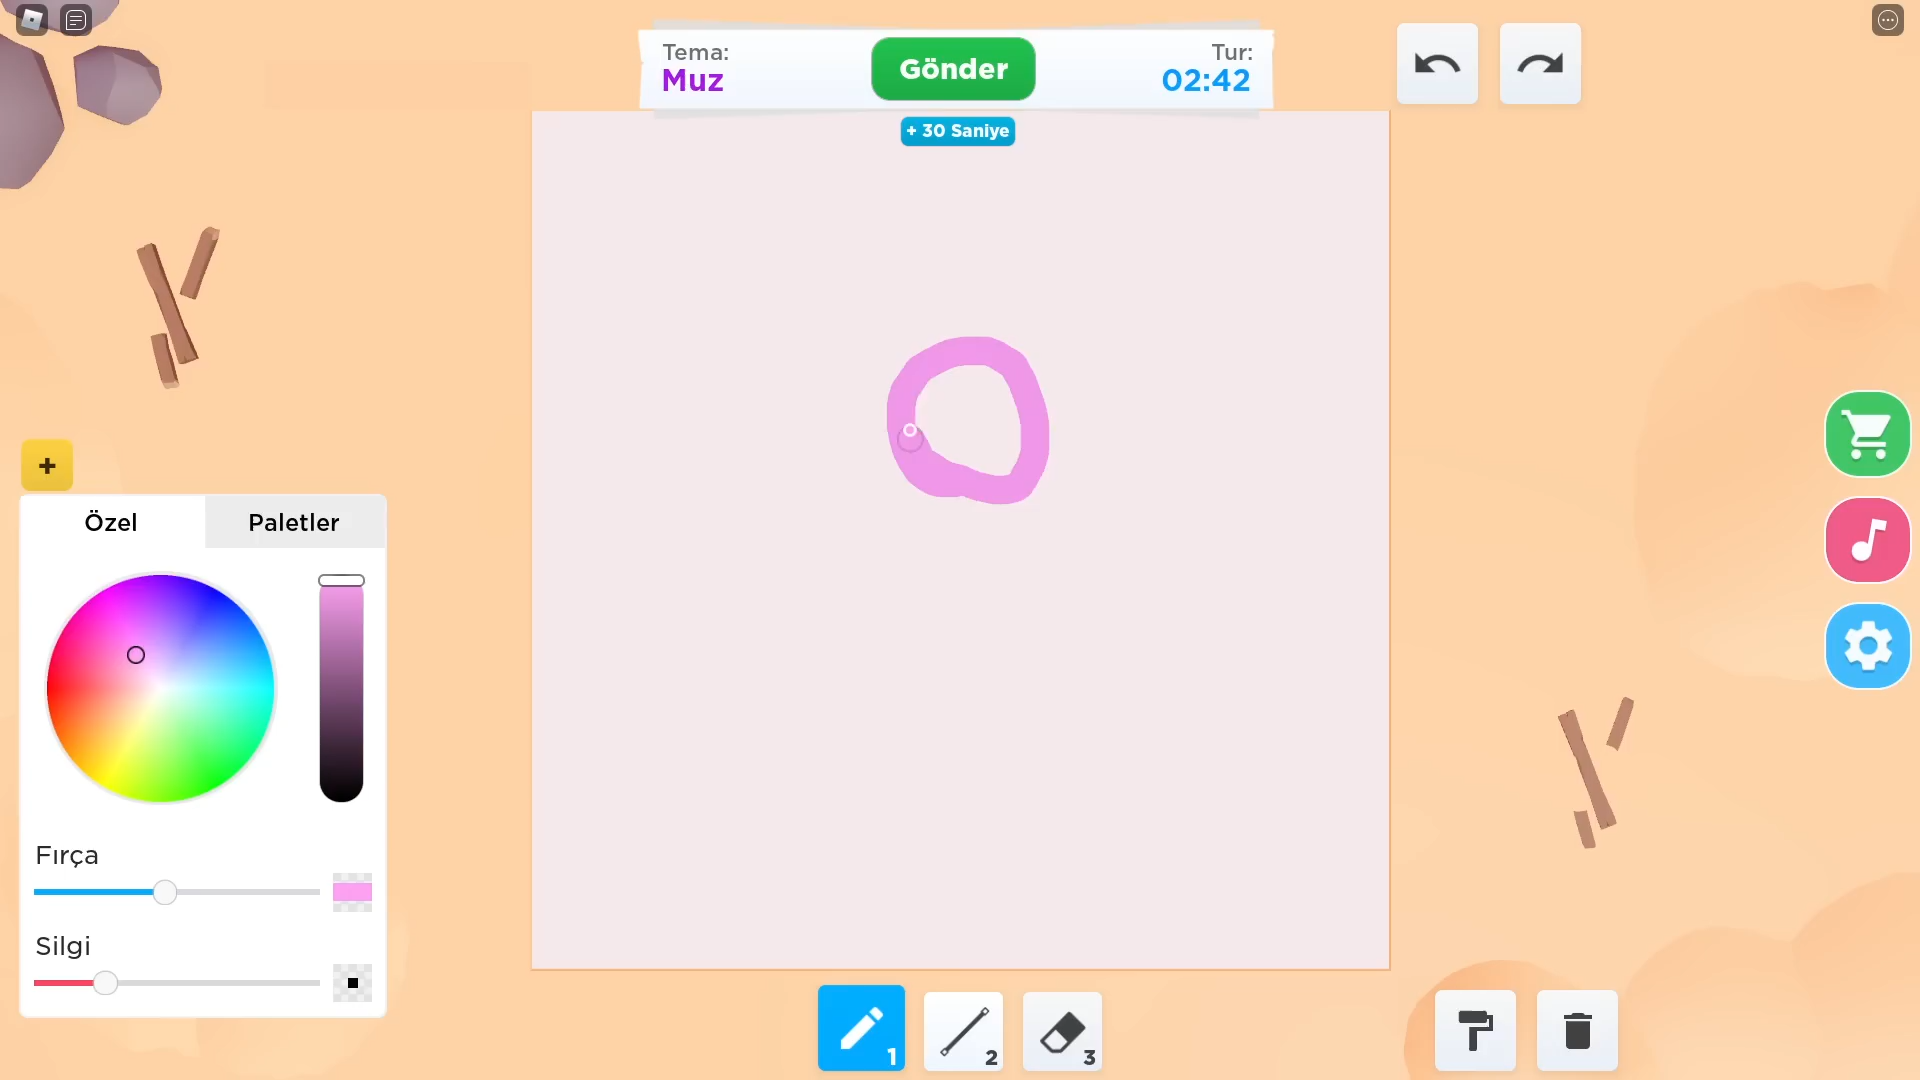 Tema:
Muz
Gönder
Tur:
02:42
+ 30 Saniye
+
Özel
Paletler
Fırça
Silgi
1
2
3